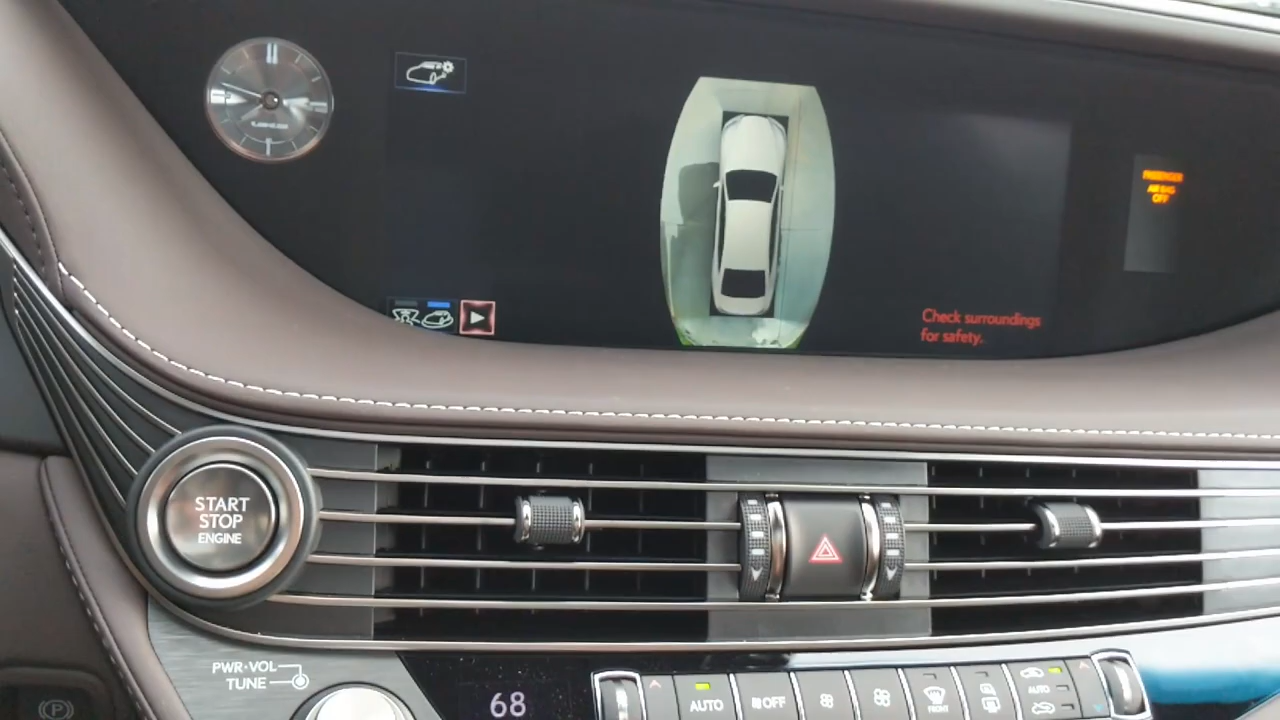 LEXUS
PASSENGER
AIR BAG
OFF
Check surroundings
for safety.
START
STOP
ENGINE
PWR·VOL
TUNE
68
AUTO
OFF
FRONT
AUTO
P